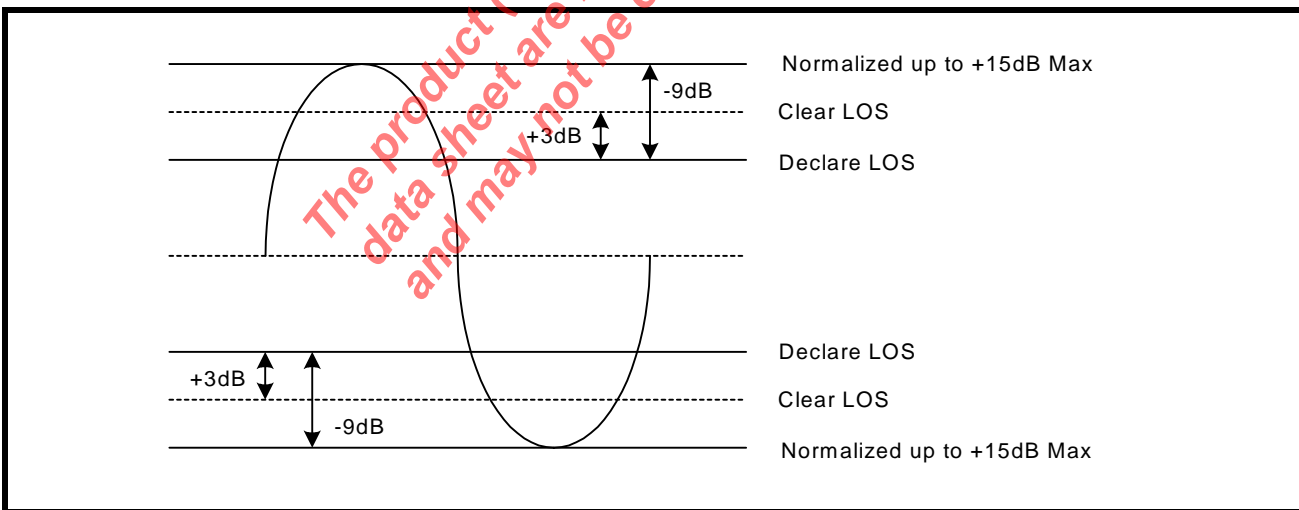 Normalized up to +15dB Max
-9dB
Clear LOS
+3dB
Declare LOS
The product (
data sheet are
and may not be
Declare LOS
+3dB
Clear LOS
-9dB
Normalized up to +15dB Max